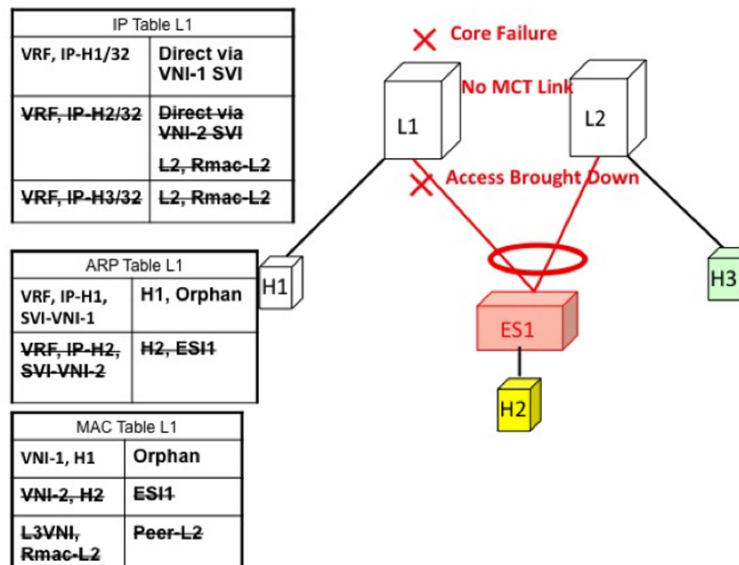 IP Table L1
VRF, IP-H1/32
Direct via
VNI-1 SVI
VRF, IP-H2/32
Direct via
VNI-2 SVI
L2, Rmac-L2
VRF, IP-H3/32
L2, Rmac-L2
ARP Table L1
VRF, IP-H1,
SVI-VNI-1
H1, Orphan
VRF, IP-H2,
SVI-VNI-2
H2, ESI1
MAC Table L1
VNI-1, H1
Orphan
VNI-2, H2
ESI1
L3VNI,
Rmac-L2
Peer-L2
Core Failure
No MCT Link
L1
L2
Access Brought Down
H1
H3
ES1
H2